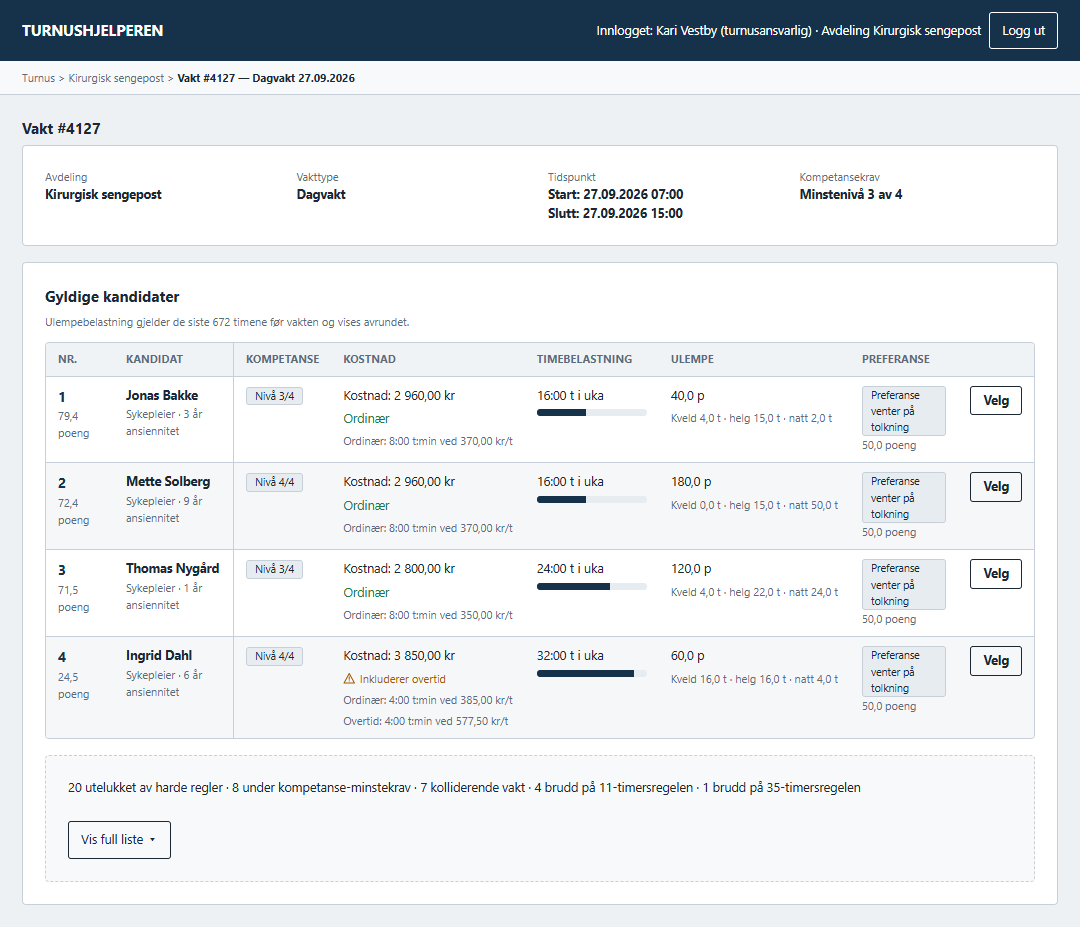 TURNUSHJELPEREN
Innlogget: Kari Vestby (turnusansvarlig) · Avdeling Kirurgisk sengepost
Logg ut
Turnus > Kirurgisk sengepost > Vakt #4127 — Dagvakt 27.09.2026
Vakt #4127
Avdeling
Kirurgisk sengepost
Vakttype
Dagvakt
Tidspunkt
Start: 27.09.2026 07:00
Slutt: 27.09.2026 15:00
Kompetansekrav
Minstenivå 3 av 4
Gyldige kandidater
Ulempebelastning gjelder de siste 672 timene før vakten og vises avrundet.
NR. KANDIDAT KOMPETANSE KOSTNAD TIMEBELASTNING ULEMPE PREFERANSE
1
79,4
poeng
Jonas Bakke
Sykepleier · 3 år
ansiennitet
Nivå 3/4
Kostnad: 2 960,00 kr
Ordinær
Ordinær: 8:00 t:min ved 370,00 kr/t
16:00 t i uka
40,0 p
Kveld 4,0 t · helg 15,0 t · natt 2,0 t
Preferanse
venter på
tolkning
50,0 poeng
Velg
2
72,4
poeng
Mette Solberg
Sykepleier · 9 år
ansiennitet
Nivå 4/4
Kostnad: 2 960,00 kr
Ordinær
Ordinær: 8:00 t:min ved 370,00 kr/t
16:00 t i uka
180,0 p
Kveld 0,0 t · helg 15,0 t · natt 50,0 t
Preferanse
venter på
tolkning
50,0 poeng
Velg
3
71,5
poeng
Thomas Nygård
Sykepleier · 1 år
ansiennitet
Nivå 3/4
Kostnad: 2 800,00 kr
Ordinær
Ordinær: 8:00 t:min ved 350,00 kr/t
24:00 t i uka
120,0 p
Kveld 4,0 t · helg 22,0 t · natt 24,0 t
Preferanse
venter på
tolkning
50,0 poeng
Velg
4
24,5
poeng
Ingrid Dahl
Sykepleier · 6 år
ansiennitet
Nivå 4/4
Kostnad: 3 850,00 kr
Inkluderer overtid
Ordinær: 4:00 t:min ved 385,00 kr/t
Overtid: 4:00 t:min ved 577,50 kr/t
32:00 t i uka
60,0 p
Kveld 16,0 t · helg 16,0 t · natt 4,0 t
Preferanse
venter på
tolkning
50,0 poeng
Velg
20 utelukket av harde regler · 8 under kompetanse-minstekrav · 7 kolliderende vakt · 4 brudd på 11-timersregelen · 1 brudd på 35-timersregelen
Vis full liste